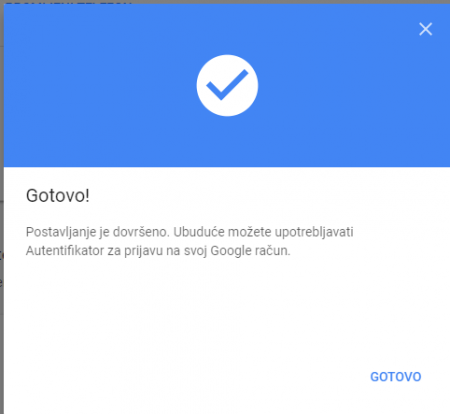 Gotovo!
Postavljanje je dovršeno. Ubuduće možete upotrebljavati
Autentifikator za prijavu na svoj Google račun.
GOTOVO